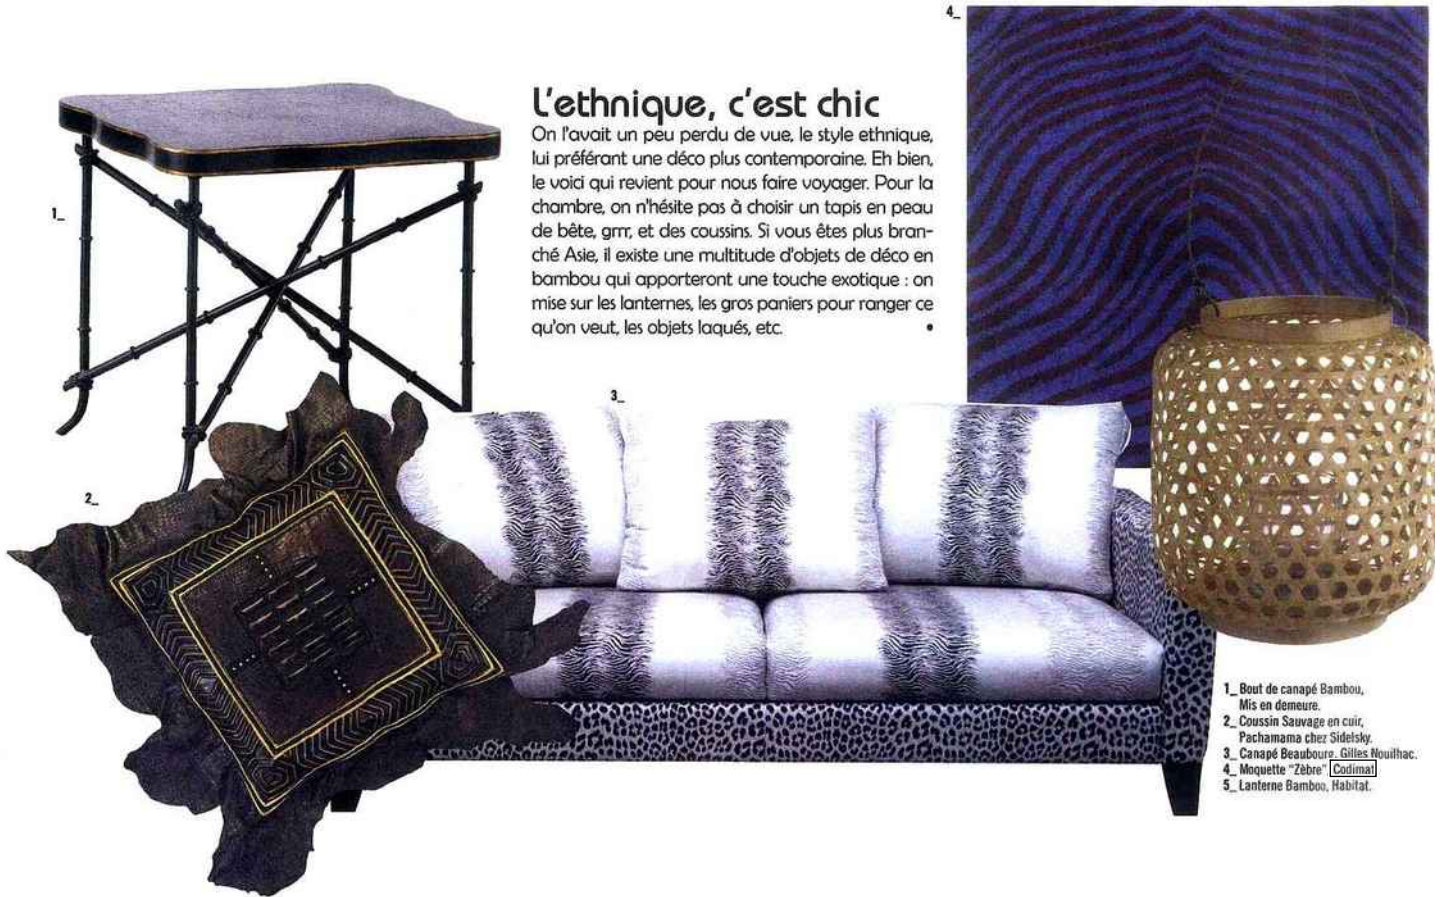 4_
L'ethnique, c'est chic
On l'avait un peu perdu de vue, le style ethnique,
lui préférant une déco plus contemporaine. Eh bien,
le voici qui revient pour nous faire voyager. Pour la
chambre, on n'hésite pas à choisir un tapis en peau
de bête, grrr, et des coussins. Si vous êtes plus bran-
ché Asie, il existe une multitude d'objets de déco en
bambou qui apporteront une touche exotique : on
mise sur les lanternes, les gros paniers pour ranger ce
qu'on veut, les objets laqués, etc. •
1_
3_
2_
1_ Bout de canapé Bambou,
Mis en demeure.
2_ Coussin Sauvage en cuir,
Pachamama chez Sidelsky.
3_ Canapé Beaubourg, Gilles Nouilhac.
4_ Moquette "Zèbre" Codimat
5_ Lanterne Bambou, Habitat.